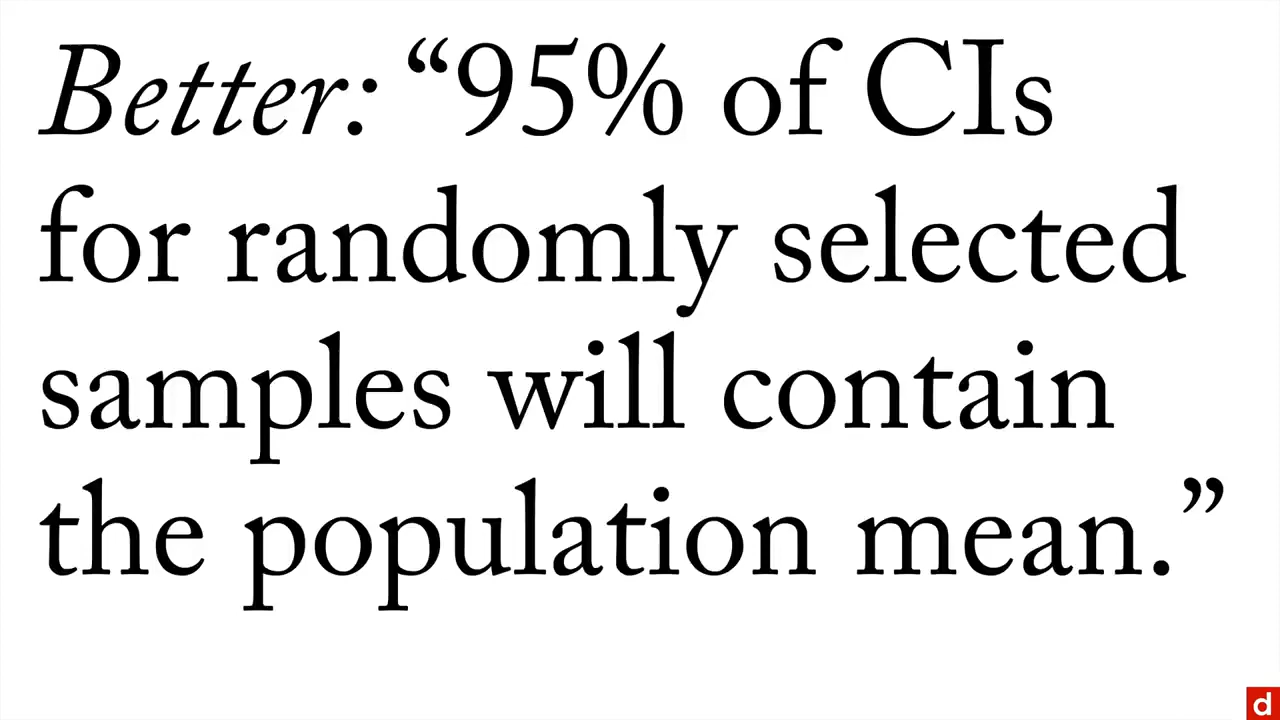 Better: “95% of CIs
for randomly selected
samples will contain
the population mean.”
d